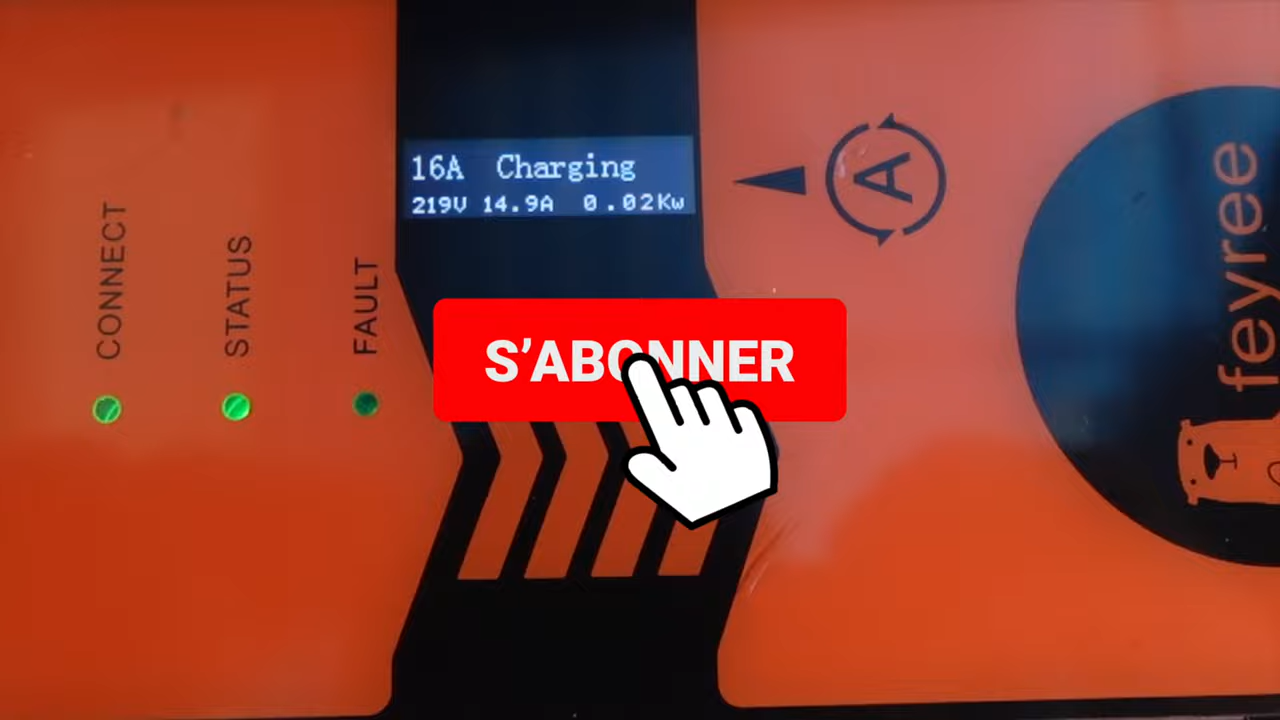 16A Charging
219V 14.9A 0.02Kw
CONNECT
STATUS
FAULT
A
feyree
S'ABONNER